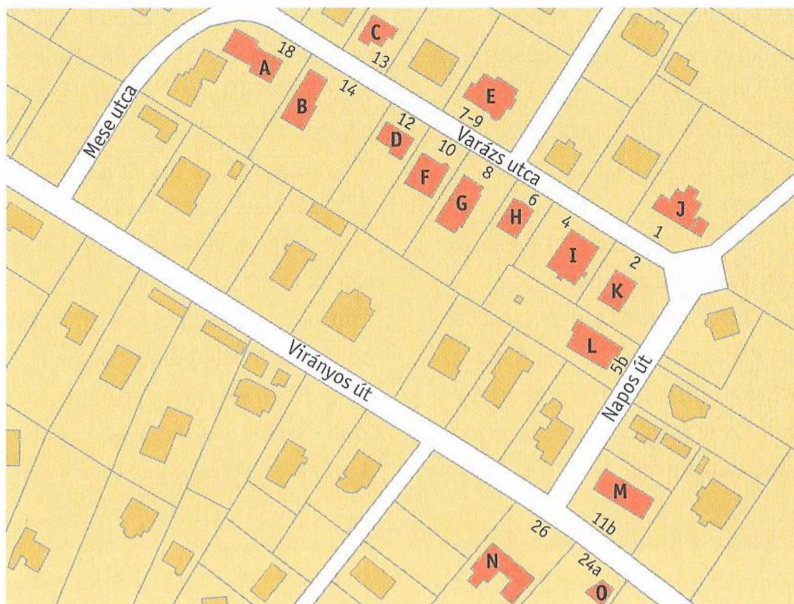 C
18
A
13
B
14
E
7-9
Mese utca
12
D
10
Varázs utca
F
8
G
6
H
J
1
4
I
2
K
L
5b
Virányos út
Napos út
M
11b
26
N
24a
O